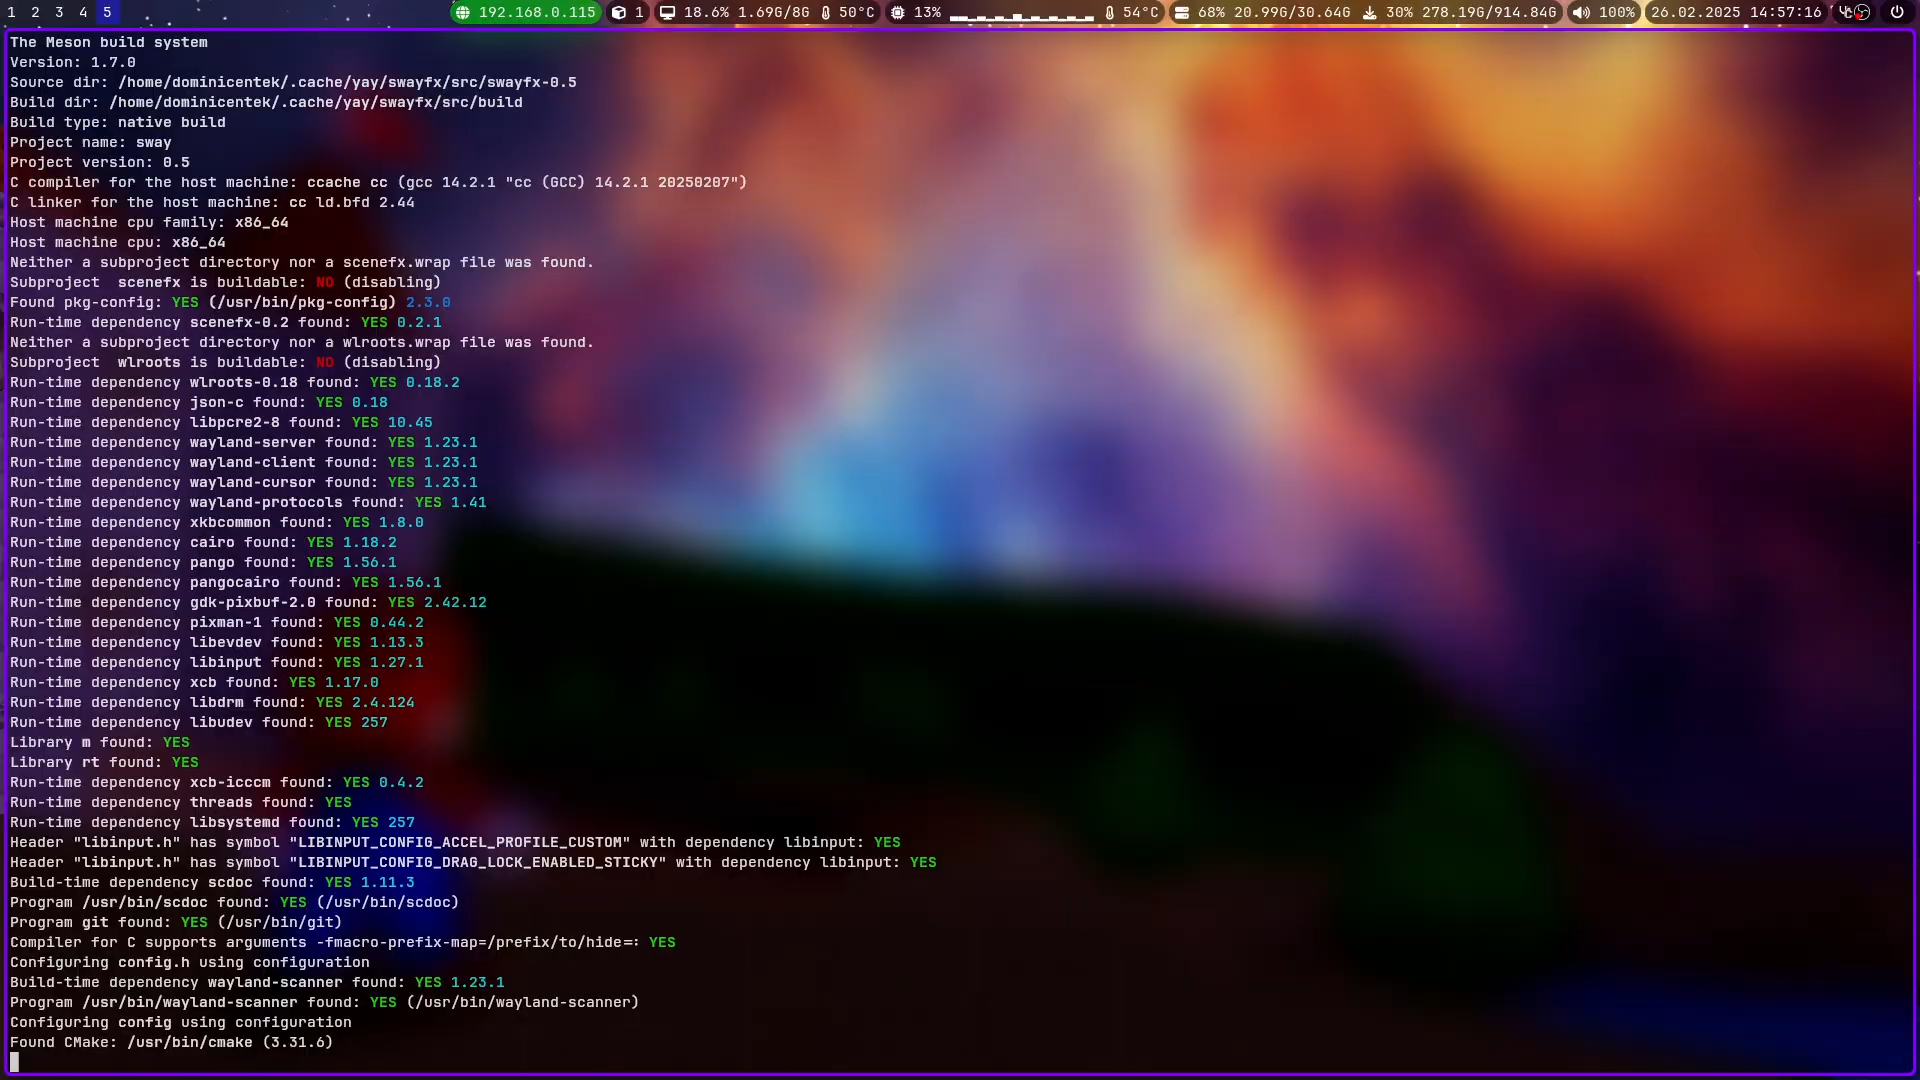 1 2 3 4 5 192.168.0.115 1 18.6% 1.69G/8G 50°C 13% 54°C 68% 20.99G/30.64G 30% 278.19G/914.84G 100% 26.02.2025 14:57:16
The Meson build system
Version: 1.7.0
Source dir: /home/dominicentek/.cache/yay/swayfx/src/swayfx-0.5
Build dir: /home/dominicentek/.cache/yay/swayfx/src/build
Build type: native build
Project name: sway
Project version: 0.5
C compiler for the host machine: ccache cc (gcc 14.2.1 "cc (GCC) 14.2.1 20250207")
C linker for the host machine: cc ld.bfd 2.44
Host machine cpu family: x86_64
Host machine cpu: x86_64
Neither a subproject directory nor a scenefx.wrap file was found.
Subproject  scenefx is buildable: NO (disabling)
Found pkg-config: YES (/usr/bin/pkg-config) 2.3.0
Run-time dependency scenefx-0.2 found: YES 0.2.1
Neither a subproject directory nor a wlroots.wrap file was found.
Subproject  wlroots is buildable: NO (disabling)
Run-time dependency wlroots-0.18 found: YES 0.18.2
Run-time dependency json-c found: YES 0.18
Run-time dependency libpcre2-8 found: YES 10.45
Run-time dependency wayland-server found: YES 1.23.1
Run-time dependency wayland-client found: YES 1.23.1
Run-time dependency wayland-cursor found: YES 1.23.1
Run-time dependency wayland-protocols found: YES 1.41
Run-time dependency xkbcommon found: YES 1.8.0
Run-time dependency cairo found: YES 1.18.2
Run-time dependency pango found: YES 1.56.1
Run-time dependency pangocairo found: YES 1.56.1
Run-time dependency gdk-pixbuf-2.0 found: YES 2.42.12
Run-time dependency pixman-1 found: YES 0.44.2
Run-time dependency libevdev found: YES 1.13.3
Run-time dependency libinput found: YES 1.27.1
Run-time dependency xcb found: YES 1.17.0
Run-time dependency libdrm found: YES 2.4.124
Run-time dependency libudev found: YES 257
Library m found: YES
Library rt found: YES
Run-time dependency xcb-icccm found: YES 0.4.2
Run-time dependency threads found: YES
Run-time dependency libsystemd found: YES 257
Header "libinput.h" has symbol "LIBINPUT_CONFIG_ACCEL_PROFILE_CUSTOM" with dependency libinput: YES
Header "libinput.h" has symbol "LIBINPUT_CONFIG_DRAG_LOCK_ENABLED_STICKY" with dependency libinput: YES
Build-time dependency scdoc found: YES 1.11.3
Program /usr/bin/scdoc found: YES (/usr/bin/scdoc)
Program git found: YES (/usr/bin/git)
Compiler for C supports arguments -fmacro-prefix-map=/prefix/to/hide=: YES
Configuring config.h using configuration
Build-time dependency wayland-scanner found: YES 1.23.1
Program /usr/bin/wayland-scanner found: YES (/usr/bin/wayland-scanner)
Configuring config using configuration
Found CMake: /usr/bin/cmake (3.31.6)